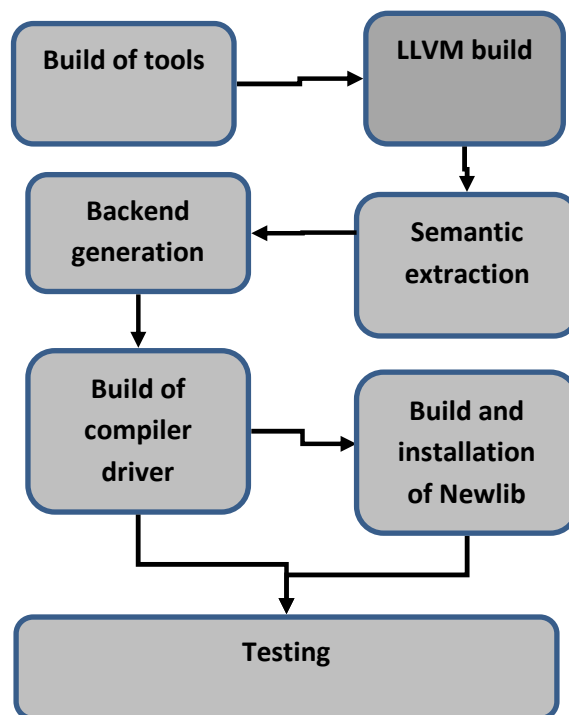 Build of tools
LLVM build
Backend
generation
Semantic
extraction
Build of
compiler
driver
Build and
installation
of Newlib
Testing